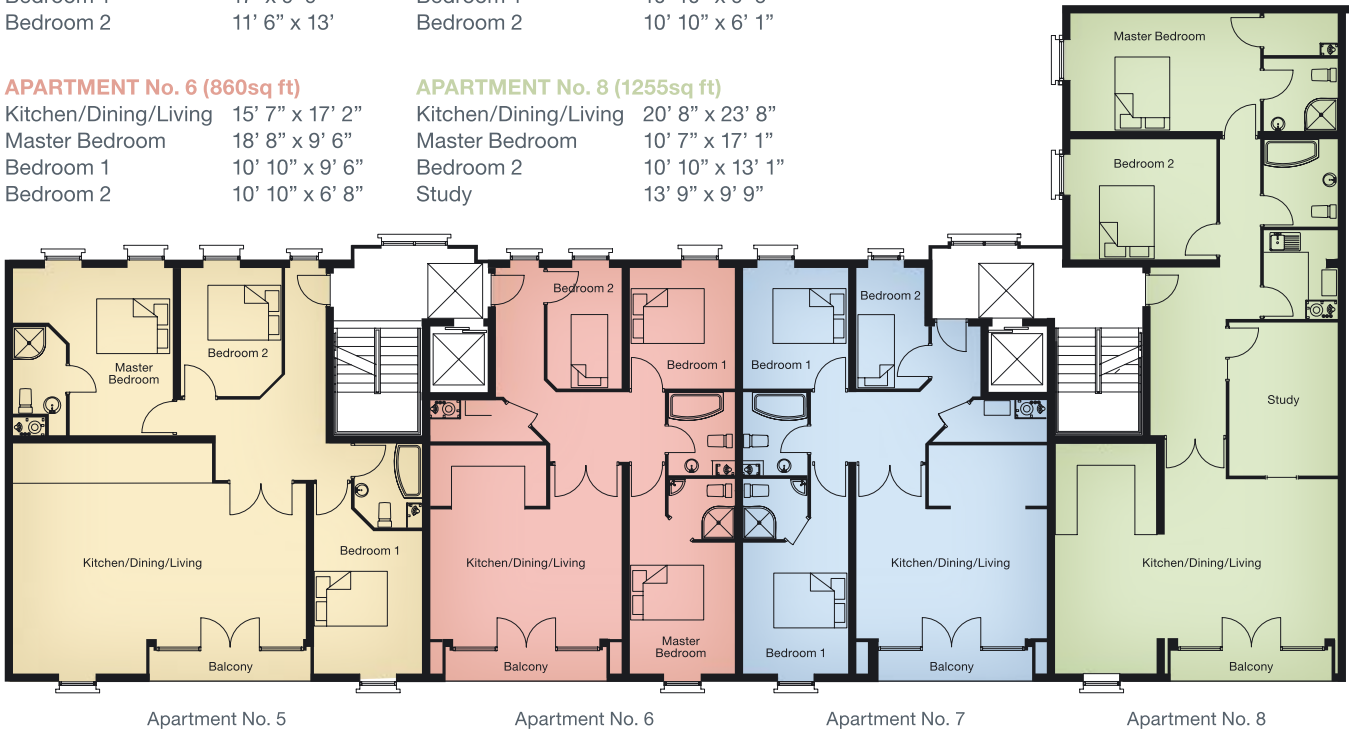 Bedroom 2 11’ 6” x 13’
Bedroom 2 10’ 10” x 6’ 1”
APARTMENT No. 6 (860sq ft)
Kitchen/Dining/Living 15’ 7” x 17’ 2”
Master Bedroom 18’ 8” x 9’ 6”
Bedroom 1 10’ 10” x 9’ 6”
Bedroom 2 10’ 10” x 6’ 8”
APARTMENT No. 8 (1255sq ft)
Kitchen/Dining/Living 20’ 8” x 23’ 8”
Master Bedroom 10’ 7” x 17’ 1”
Bedroom 2 10’ 10” x 13’ 1”
Study 13’ 9” x 9’ 9”
Master Bedroom
Bedroom 2
Master
Bedroom
Bedroom 2
Bedroom 1
Kitchen/Dining/Living
Balcony
Bedroom 2
Bedroom 1
Kitchen/Dining/Living
Master
Bedroom
Balcony
Bedroom 1
Bedroom 2
Kitchen/Dining/Living
Bedroom 1
Balcony
Study
Kitchen/Dining/Living
Balcony
Apartment No. 5
Apartment No. 6
Apartment No. 7
Apartment No. 8